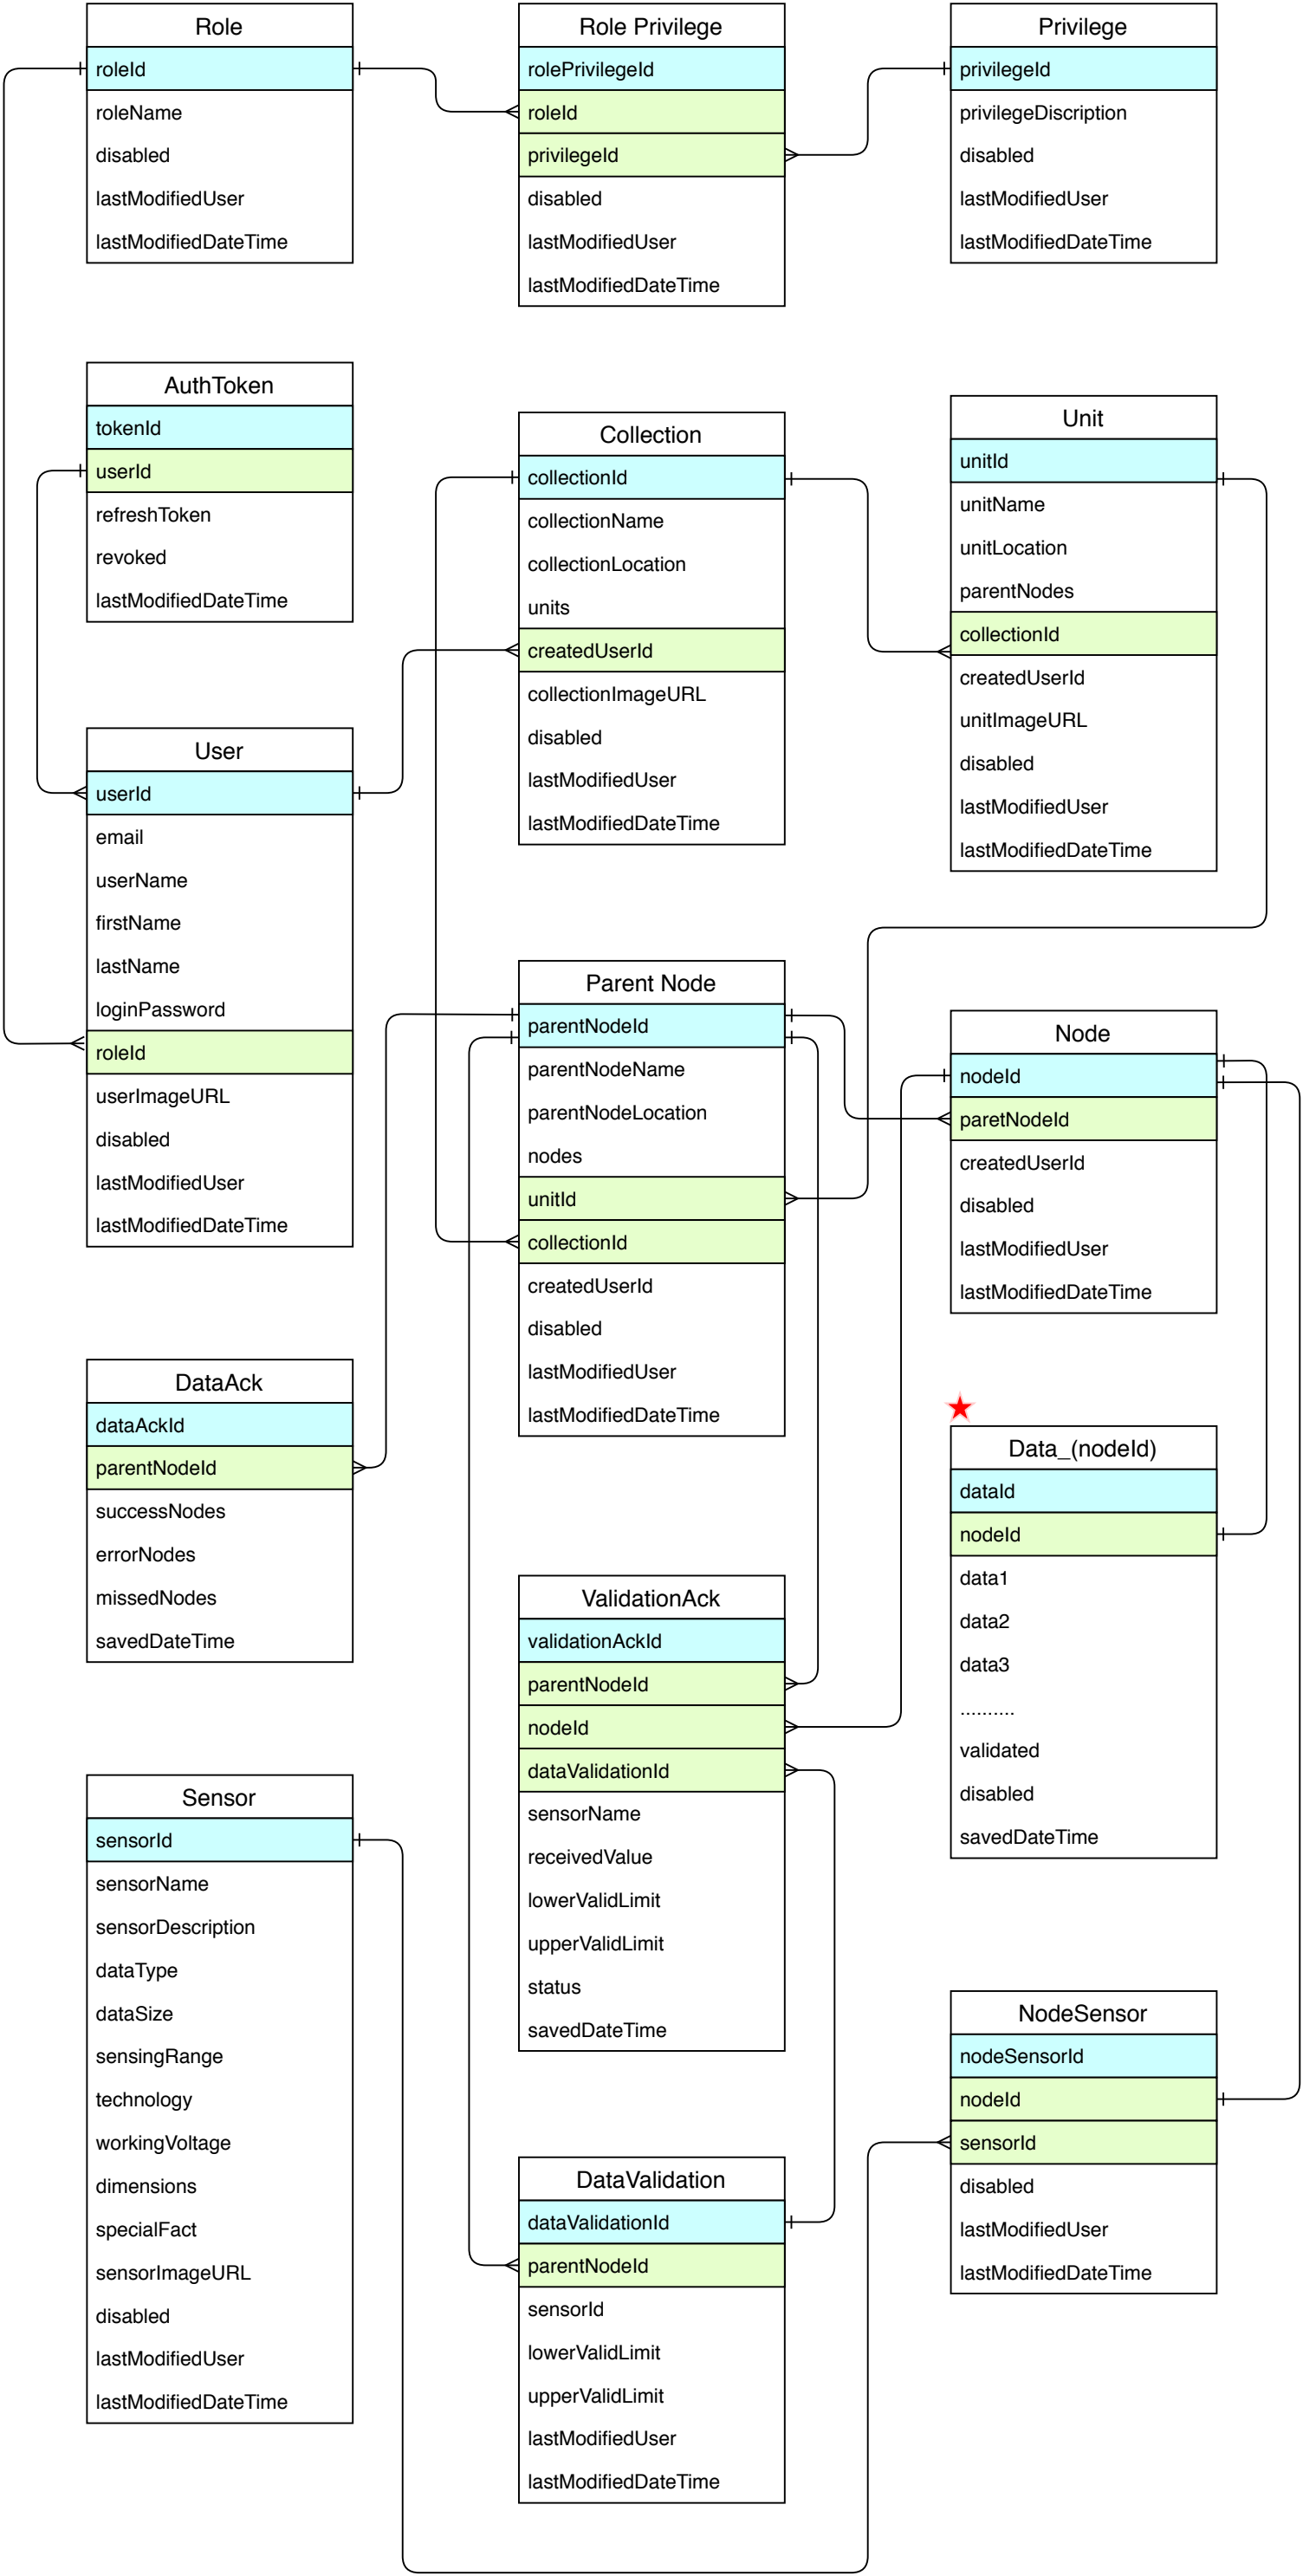 Role
roleId
roleName
disabled
lastModifiedUser
lastModifiedDateTime
Role Privilege
rolePrivilegeId
roleId
privilegeId
disabled
lastModifiedUser
lastModifiedDateTime
Privilege
privilegeId
privilegeDiscription
disabled
lastModifiedUser
lastModifiedDateTime
AuthToken
tokenId
userId
refreshToken
revoked
lastModifiedDateTime
Collection
collectionId
collectionName
collectionLocation
units
createdUserId
collectionImageURL
disabled
lastModifiedUser
lastModifiedDateTime
Unit
unitId
unitName
unitLocation
parentNodes
collectionId
createdUserId
unitImageURL
disabled
lastModifiedUser
lastModifiedDateTime
User
userId
email
userName
firstName
lastName
loginPassword
roleId
userImageURL
disabled
lastModifiedUser
lastModifiedDateTime
Parent Node
parentNodeId
parentNodeName
parentNodeLocation
nodes
unitId
collectionId
createdUserId
disabled
lastModifiedUser
lastModifiedDateTime
Node
nodeId
paretNodeId
createdUserId
disabled
lastModifiedUser
lastModifiedDateTime
DataAck
dataAckId
parentNodeId
successNodes
errorNodes
missedNodes
savedDateTime
Data_(nodeId)
dataId
nodeId
data1
data2
data3
..........
validated
disabled
savedDateTime
ValidationAck
validationAckId
parentNodeId
nodeId
dataValidationId
sensorName
receivedValue
lowerValidLimit
upperValidLimit
status
savedDateTime
Sensor
sensorId
sensorName
sensorDescription
dataType
dataSize
sensingRange
technology
workingVoltage
dimensions
specialFact
sensorImageURL
disabled
lastModifiedUser
lastModifiedDateTime
NodeSensor
nodeSensorId
nodeId
sensorId
disabled
lastModifiedUser
lastModifiedDateTime
DataValidation
dataValidationId
parentNodeId
sensorId
lowerValidLimit
upperValidLimit
lastModifiedUser
lastModifiedDateTime